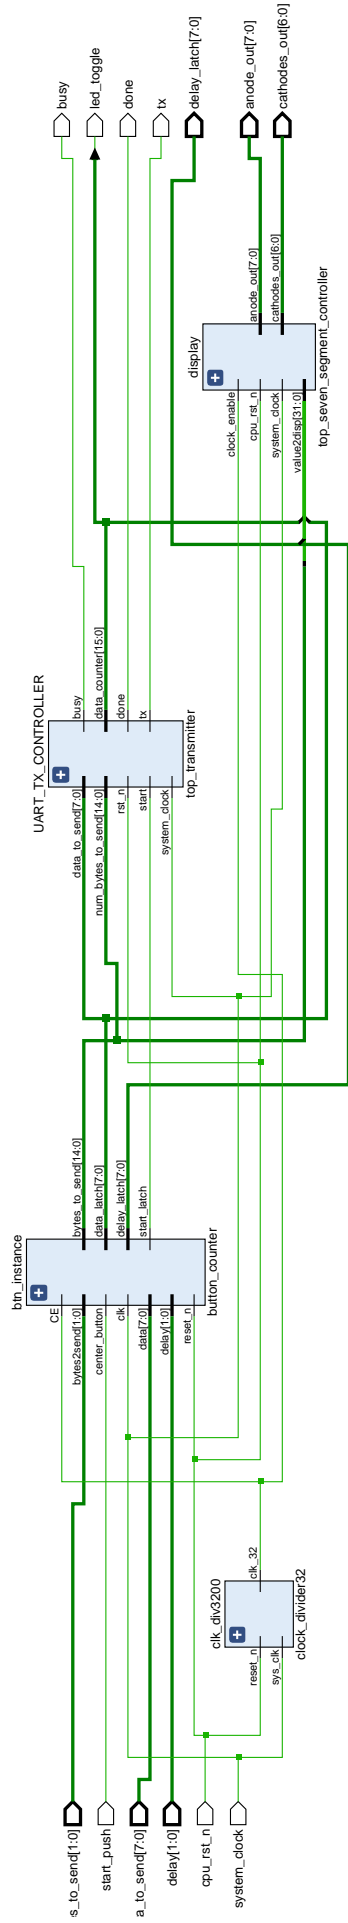 s_to_send[1:0]
start_push
a_to_send[7:0]
delay[1:0]
cpu_rst_n
system_clock
clk_div3200
reset_n
sys_clk
clk_32
clock_divider32
btn_instance
CE
bytes2send[1:0]
center_button
clk
data[7:0]
delay[1:0]
reset_n
bytes_to_send[14:0]
data_latch[7:0]
delay_latch[7:0]
start_latch
button_counter
UART_TX_CONTROLLER
data_to_send[7:0]
num_bytes_to_send[14:0]
rst_n
start
system_clock
busy
data_counter[15:0]
done
tx
top_transmitter
display
clock_enable
cpu_rst_n
system_clock
value2disp[31:0]
anode_out[7:0]
cathodes_out[6:0]
top_seven_segment_controller
busy
led_toggle
done
tx
delay_latch[7:0]
anode_out[7:0]
cathodes_out[6:0]